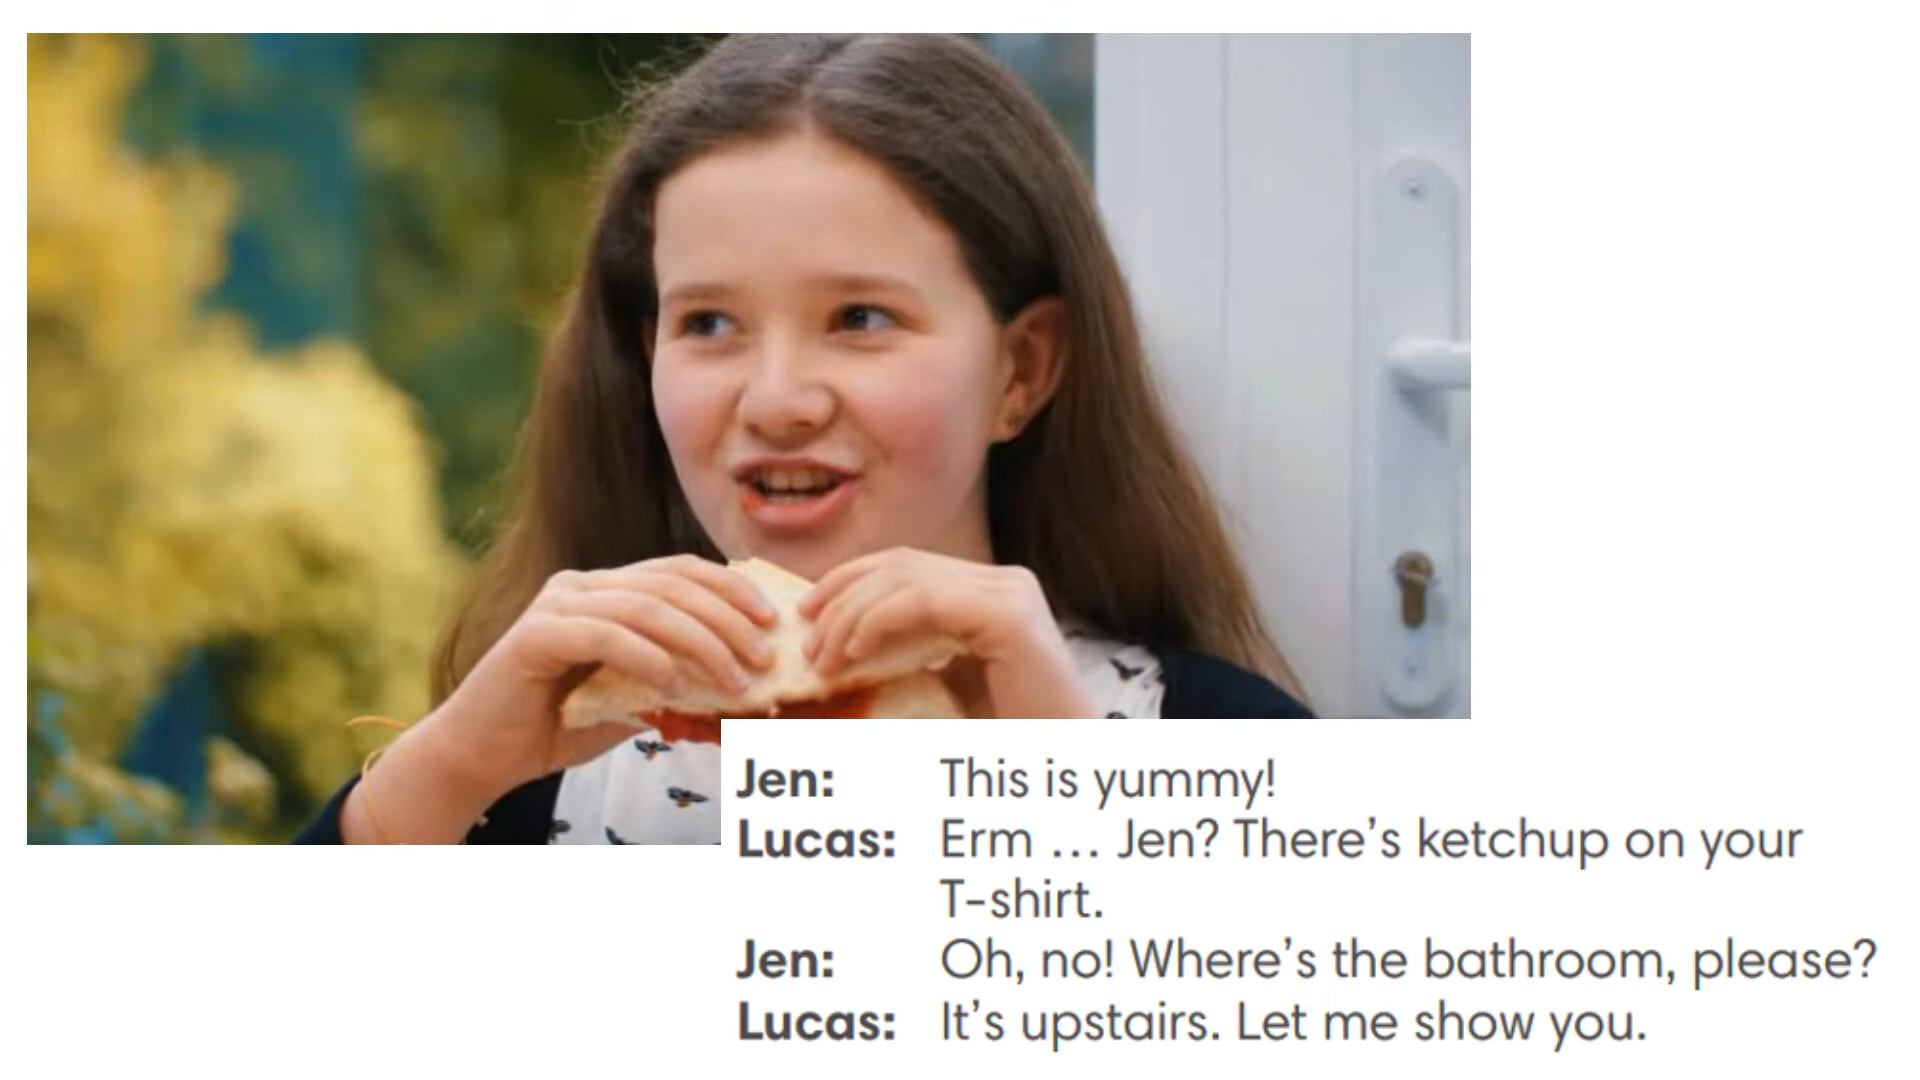 Jen: This is yummy!
Lucas: Erm … Jen? There's ketchup on your
T-shirt.
Jen: Oh, no! Where's the bathroom, please?
Lucas: It's upstairs. Let me show you.